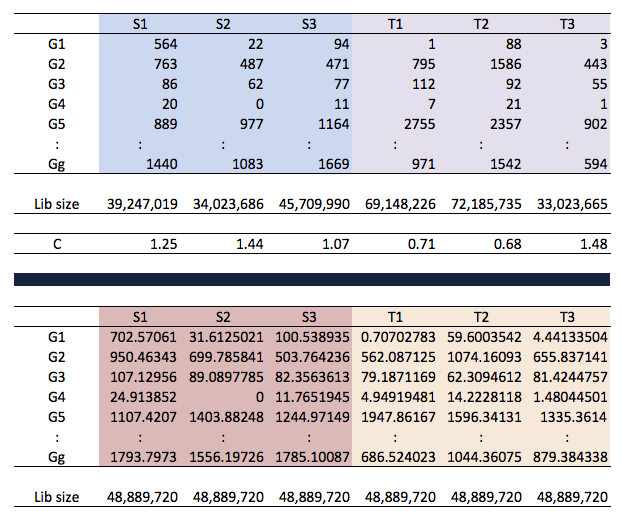 S1 S2 S3 T1 T2 T3
G1 564 22 94 1 88 3
G2 763 487 471 795 1586 443
G3 86 62 77 112 92 55
G4 20 0 11 7 21 1
G5 889 977 1164 2755 2357 902
: : : : : : :
Gg 1440 1083 1669 971 1542 594
Lib size 39,247,019 34,023,686 45,709,990 69,148,226 72,185,735 33,023,665
C 1.25 1.44 1.07 0.71 0.68 1.48
S1 S2 S3 T1 T2 T3
G1 702.57061 31.6125021 100.538935 0.70702783 59.6003542 4.44133504
G2 950.46343 699.785841 503.764236 562.087125 1074.16093 655.837141
G3 107.12956 89.0897785 82.3563613 79.1871169 62.3094612 81.4244757
G4 24.913852 0 11.7651945 4.94919481 14.2228118 1.48044501
G5 1107.4207 1403.88248 1244.97149 1947.86167 1596.34131 1335.3614
: : : : : : :
Gg 1793.7973 1556.19726 1785.10087 686.524023 1044.36075 879.384338
Lib size 48,889,720 48,889,720 48,889,720 48,889,720 48,889,720 48,889,720